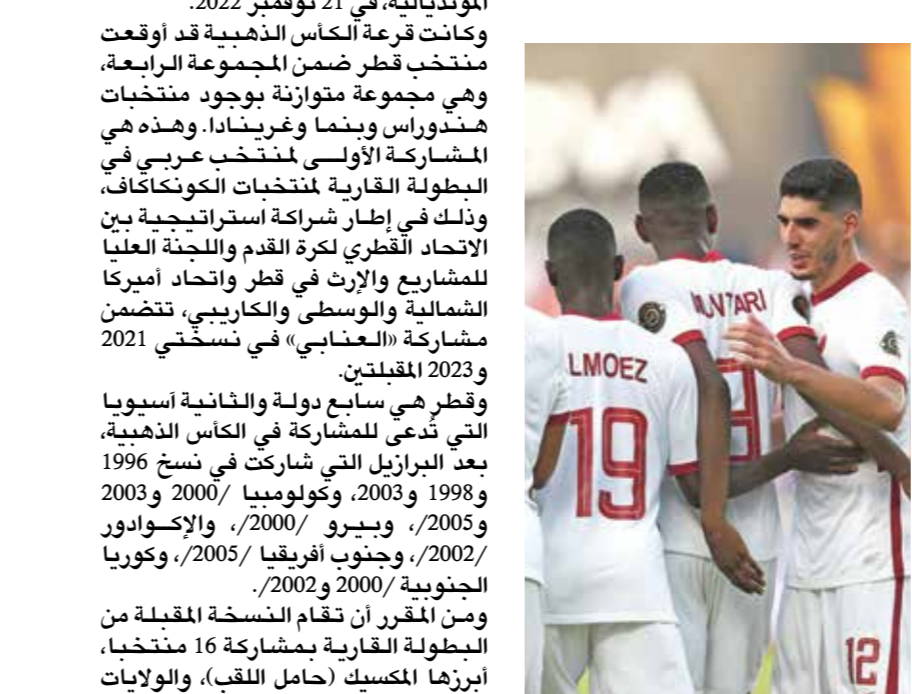 المونديالية، في 21 نوفمبر 2022.
وكانت قرعة الكأس الذهبية قد أوقعت
منتخب قطر ضمن المجموعة الرابعة،
وهي مجموعة متوازنة بوجود منتخبات
هندوراس وبنما وغرينادا. وهذه هي
المشاركة الأولى لمنتخب عربي في
البطولة القارية لمنتخبات الكونكاكاف،
وذلك في إطار شراكة استراتيجية بين
الاتحاد القطري لكرة القدم واللجنة العليا
للمشاريع والإرث في قطر واتحاد أميركا
الشمالية والوسطى والكاريبي، تتضمن
مشاركة «العنابي» في نسختي 2021
و2023 المقبلتين.
وقطر هي سابع دولة والثانية آسيويا
التي تُدعى للمشاركة في الكأس الذهبية،
بعد البرازيل التي شاركت في نسخ 1996
و1998 و2003، وكولومبيا /2000 و2003
و2005/، وبيرو /2000/، والإكوادور
/2002/، وجنوب أفريقيا /2005/، وكوريا
الجنوبية /2000 و2002/.
ومن المقرر أن تقام النسخة المقبلة من
البطولة القارية بمشاركة 16 منتخبا،
أبرزها المكسيك (حامل اللقب)، والولايات
LMOEZ
19
12